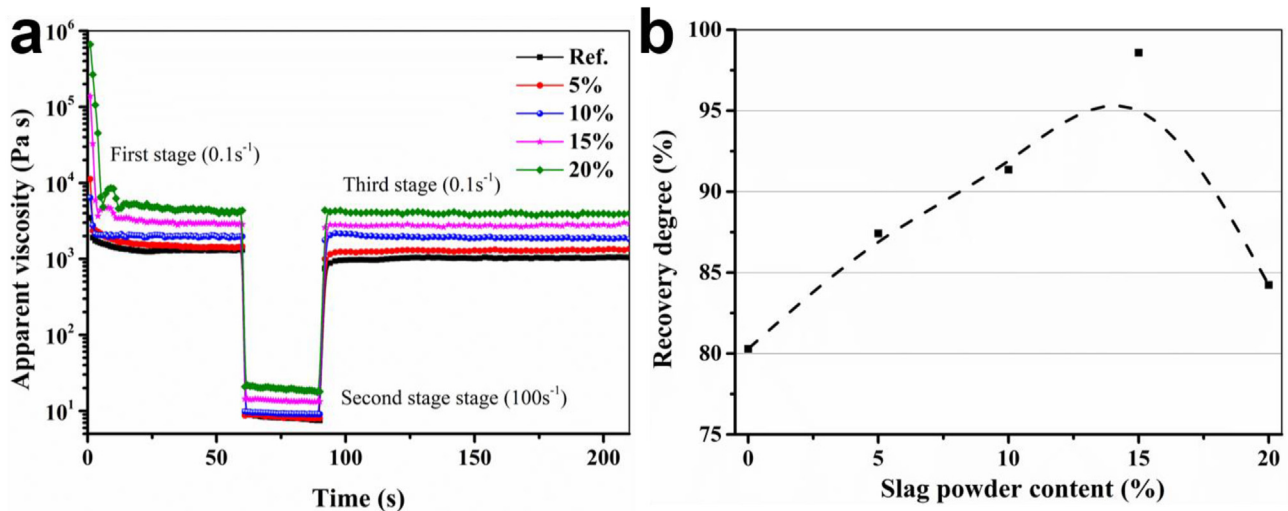 a
10^6
10^5
10^4
10^3
10^2
10^1
Apparent viscosity (Pa s)
Ref.
5%
10%
15%
20%
First stage (0.1s^-1)
Third stage (0.1s^-1)
Second stage stage (100s^-1)
0
50
100
150
200
Time (s)
b
100
95
90
85
80
75
Recovery degree (%)
0
5
10
15
20
Slag powder content (%)